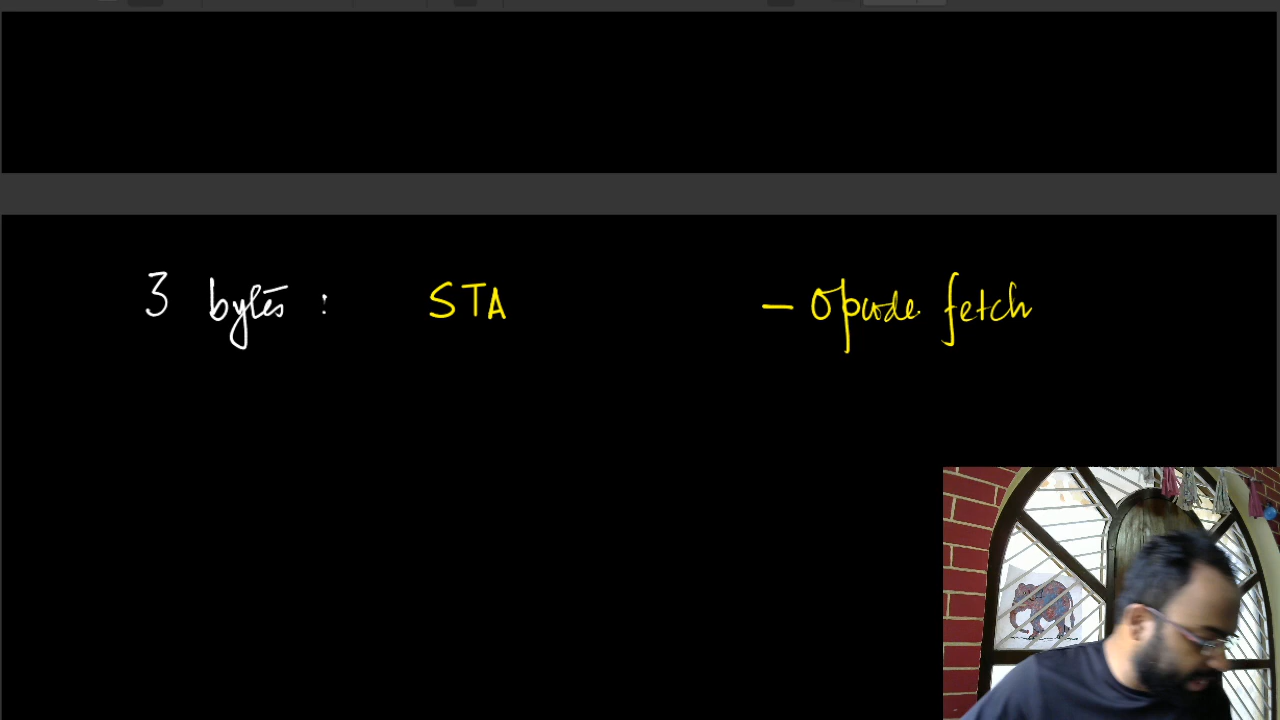 3 bytes : STA — Opcode fetch